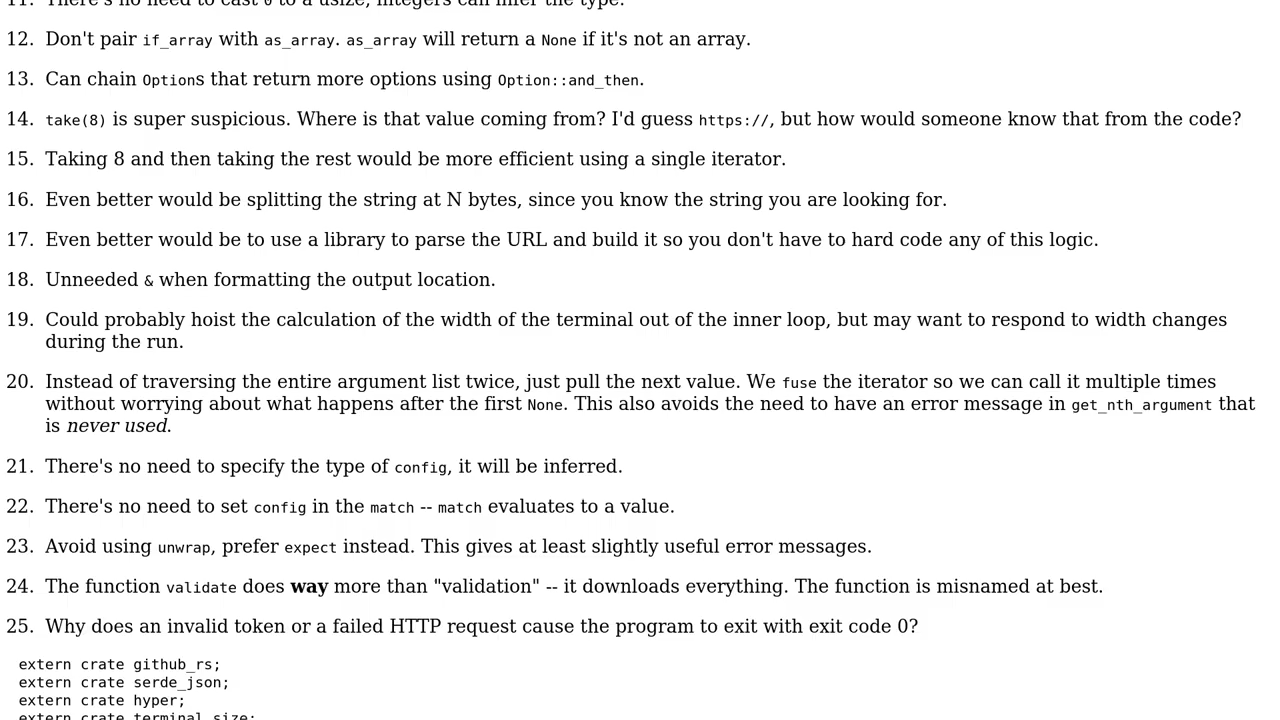 11. There's no need to cast 0 to a usize, integers can infer the type.
12. Don't pair if_array with as_array. as_array will return a None if it's not an array.
13. Can chain Options that return more options using Option::and_then.
14. take(8) is super suspicious. Where is that value coming from? I'd guess https://, but how would someone know that from the code?
15. Taking 8 and then taking the rest would be more efficient using a single iterator.
16. Even better would be splitting the string at N bytes, since you know the string you are looking for.
17. Even better would be to use a library to parse the URL and build it so you don't have to hard code any of this logic.
18. Unneeded & when formatting the output location.
19. Could probably hoist the calculation of the width of the terminal out of the inner loop, but may want to respond to width changes
during the run.
20. Instead of traversing the entire argument list twice, just pull the next value. We fuse the iterator so we can call it multiple times
without worrying about what happens after the first None. This also avoids the need to have an error message in get_nth_argument that
is never used.
21. There's no need to specify the type of config, it will be inferred.
22. There's no need to set config in the match -- match evaluates to a value.
23. Avoid using unwrap, prefer expect instead. This gives at least slightly useful error messages.
24. The function validate does way more than "validation" -- it downloads everything. The function is misnamed at best.
25. Why does an invalid token or a failed HTTP request cause the program to exit with exit code 0?
extern crate github_rs;
extern crate serde_json;
extern crate hyper;
extern crate terminal_size;